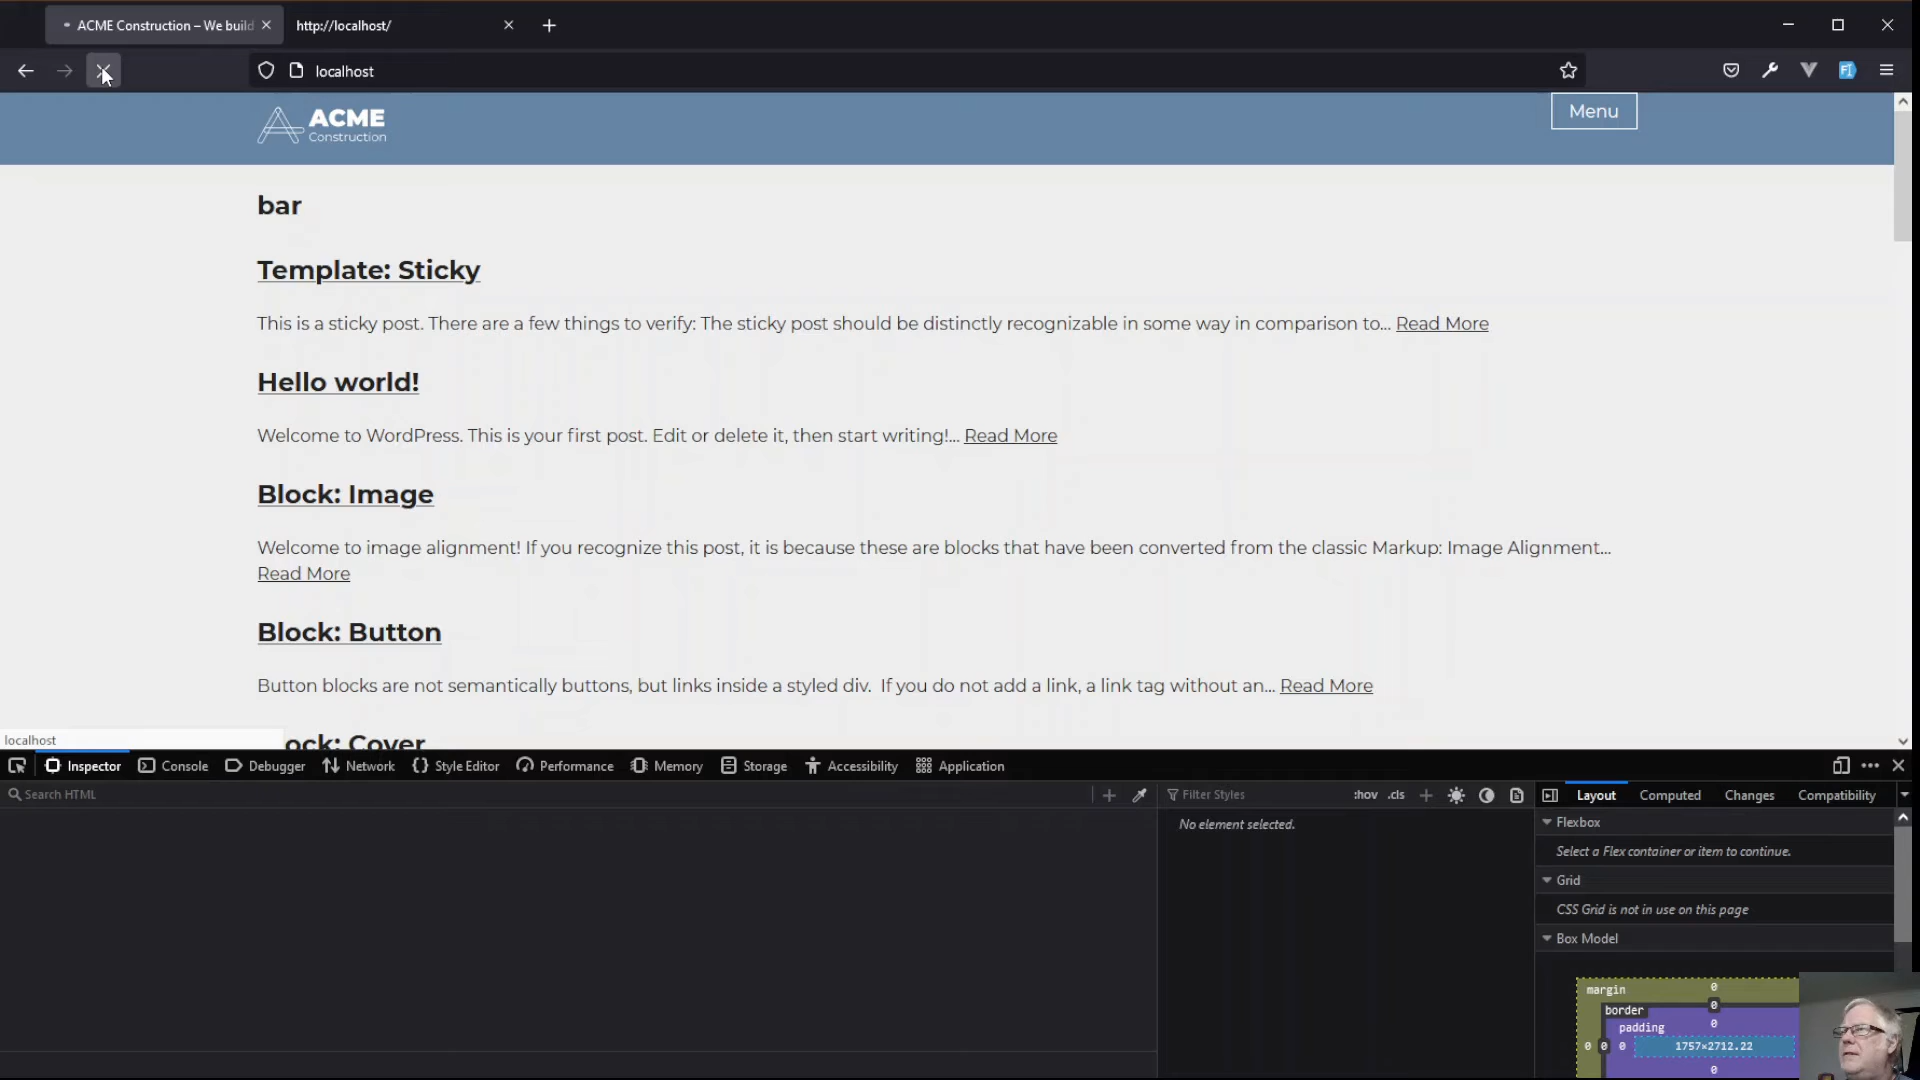 ACME Construction – We build
http://localhost/
localhost
ACME
Construction
Menu
bar
Template: Sticky
This is a sticky post. There are a few things to verify: The sticky post should be distinctly recognizable in some way in comparison to... Read More
Hello world!
Welcome to WordPress. This is your first post. Edit or delete it, then start writing!... Read More
Block: Image
Welcome to image alignment! If you recognize this post, it is because these are blocks that have been converted from the classic Markup: Image Alignment...
Read More
Block: Button
Button blocks are not semantically buttons, but links inside a styled div.  If you do not add a link, a link tag without an... Read More
ock: Cover
localhost
Inspector Console Debugger Network {} Style Editor Performance Memory Storage Accessibility Application
Search HTML
Filter Styles :hov .cls
Layout Computed Changes Compatibility
No element selected.
Flexbox
Select a Flex container or item to continue.
Grid
CSS Grid is not in use on this page
Box Model
margin 0
border 0
padding 0
0 0 0 1757×2712.22
0